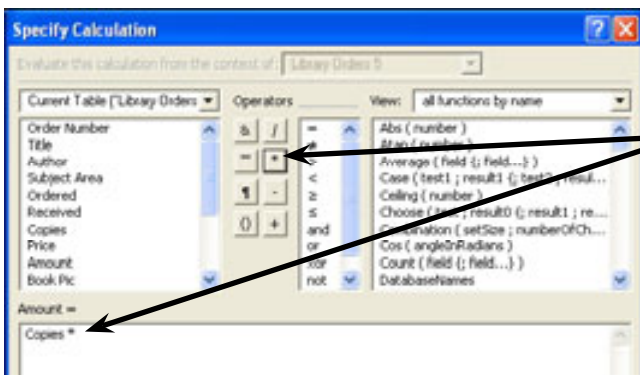 Specify Calculation
Evaluate this calculation from the context of: Library Orders 5
Current Table ("Library Orders
Operators
View: all functions by name
Order Number
Title
Author
Subject Area
Ordered
Received
Copies
Price
Amount
Book Pic
& /
" *
¶ -
() +
=
≠
>
<
≥
≤
and
or
xor
not
Abs ( number )
Atan ( number )
Average ( field {; field...} )
Case ( test1 ; result1 {; test2 ; resul...
Ceiling ( number )
Choose ( test ; result0 {; result1 ; re...
Combination ( setSize ; numberOfCh...
Cos ( angleInRadians )
Count ( field {; field...} )
DatabaseNames
Amount =
Copies *